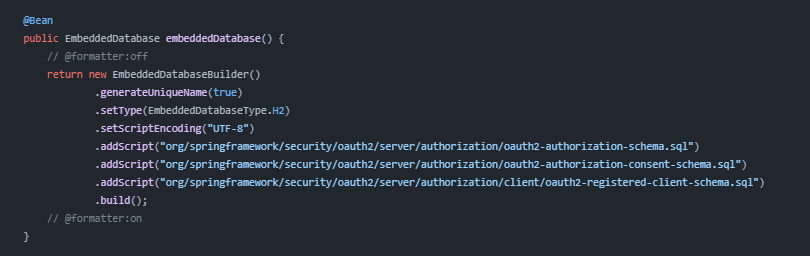 @Bean
public EmbeddedDatabase embeddedDatabase() {
    // @formatter:off
    return new EmbeddedDatabaseBuilder()
            .generateUniqueName(true)
            .setType(EmbeddedDatabaseType.H2)
            .setScriptEncoding("UTF-8")
            .addScript("org/springframework/security/oauth2/server/authorization/oauth2-authorization-schema.sql")
            .addScript("org/springframework/security/oauth2/server/authorization/oauth2-authorization-consent-schema.sql")
            .addScript("org/springframework/security/oauth2/server/authorization/client/oauth2-registered-client-schema.sql")
            .build();
    // @formatter:on
}